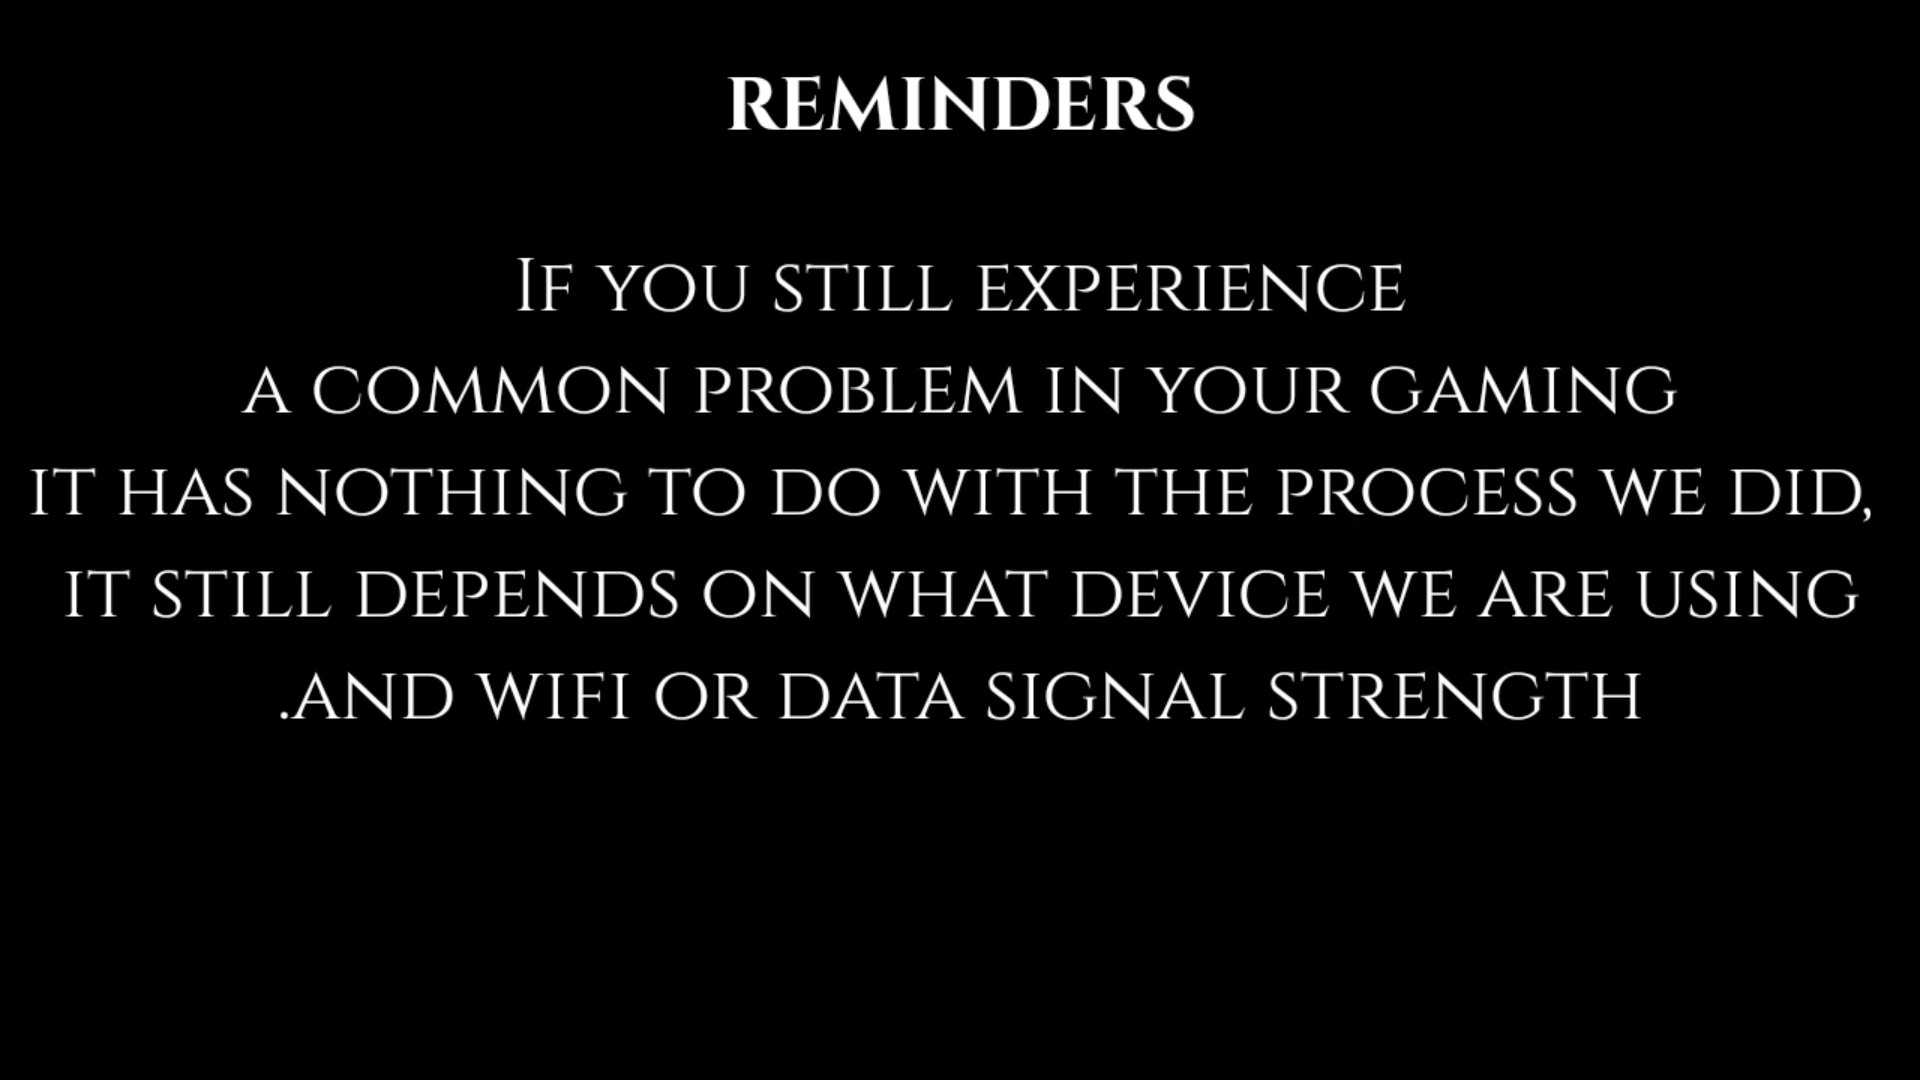 REMINDERS
If you still experience
a common problem in your gaming
it has nothing to do with the process we did,
it still depends on what device we are using
.and wifi or data signal strength